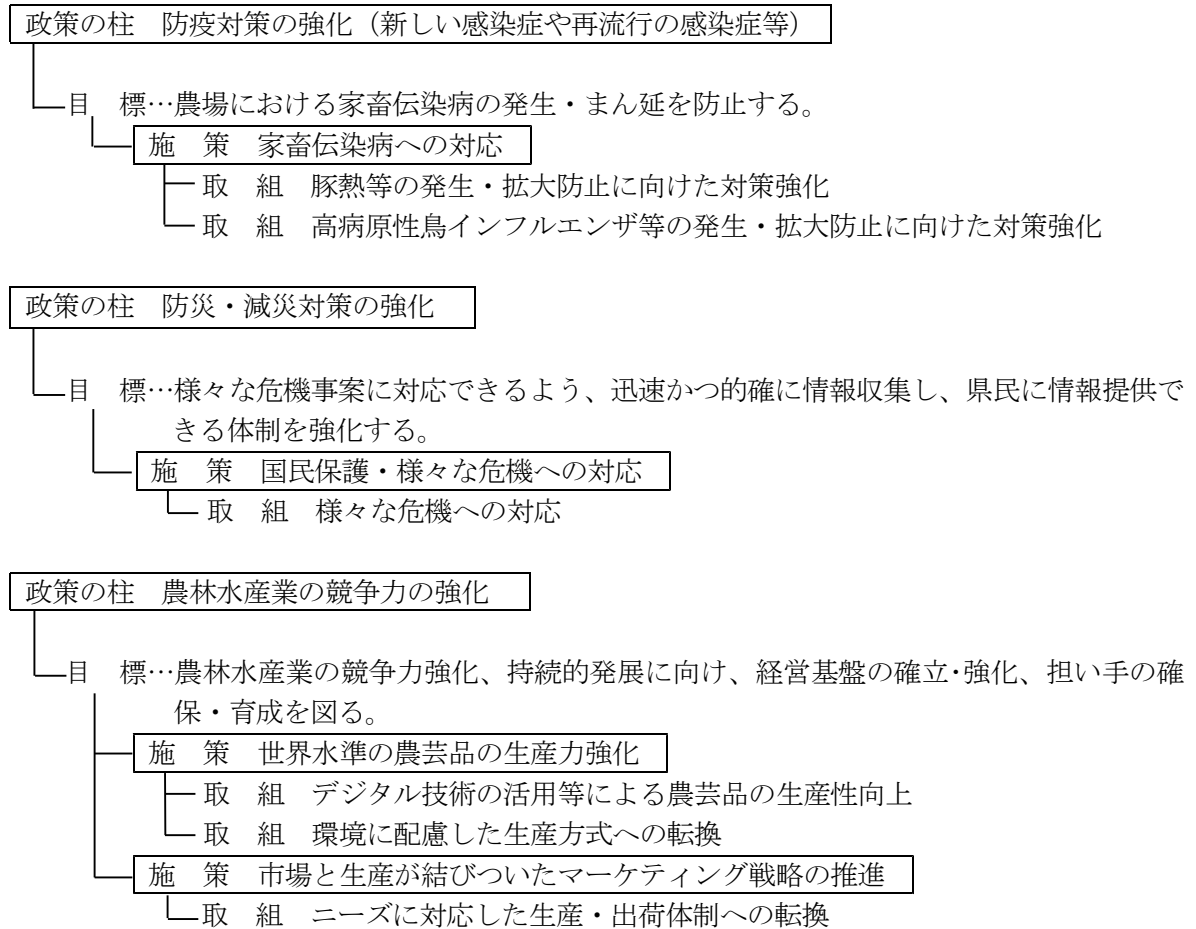 政策の柱　防疫対策の強化（新しい感染症や再流行の感染症等）
目　標…農場における家畜伝染病の発生・まん延を防止する。
施　策　家畜伝染病への対応
取　組　豚熱等の発生・拡大防止に向けた対策強化
取　組　高病原性鳥インフルエンザ等の発生・拡大防止に向けた対策強化
政策の柱　防災・減災対策の強化
目　標…様々な危機事案に対応できるよう、迅速かつ的確に情報収集し、県民に情報提供で
きる体制を強化する。
施　策　国民保護・様々な危機への対応
取　組　様々な危機への対応
政策の柱　農林水産業の競争力の強化
目　標…農林水産業の競争力強化、持続的発展に向け、経営基盤の確立･強化、担い手の確
保・育成を図る。
施　策　世界水準の農芸品の生産力強化
取　組　デジタル技術の活用等による農芸品の生産性向上
取　組　環境に配慮した生産方式への転換
施　策　市場と生産が結びついたマーケティング戦略の推進
取　組　ニーズに対応した生産・出荷体制への転換